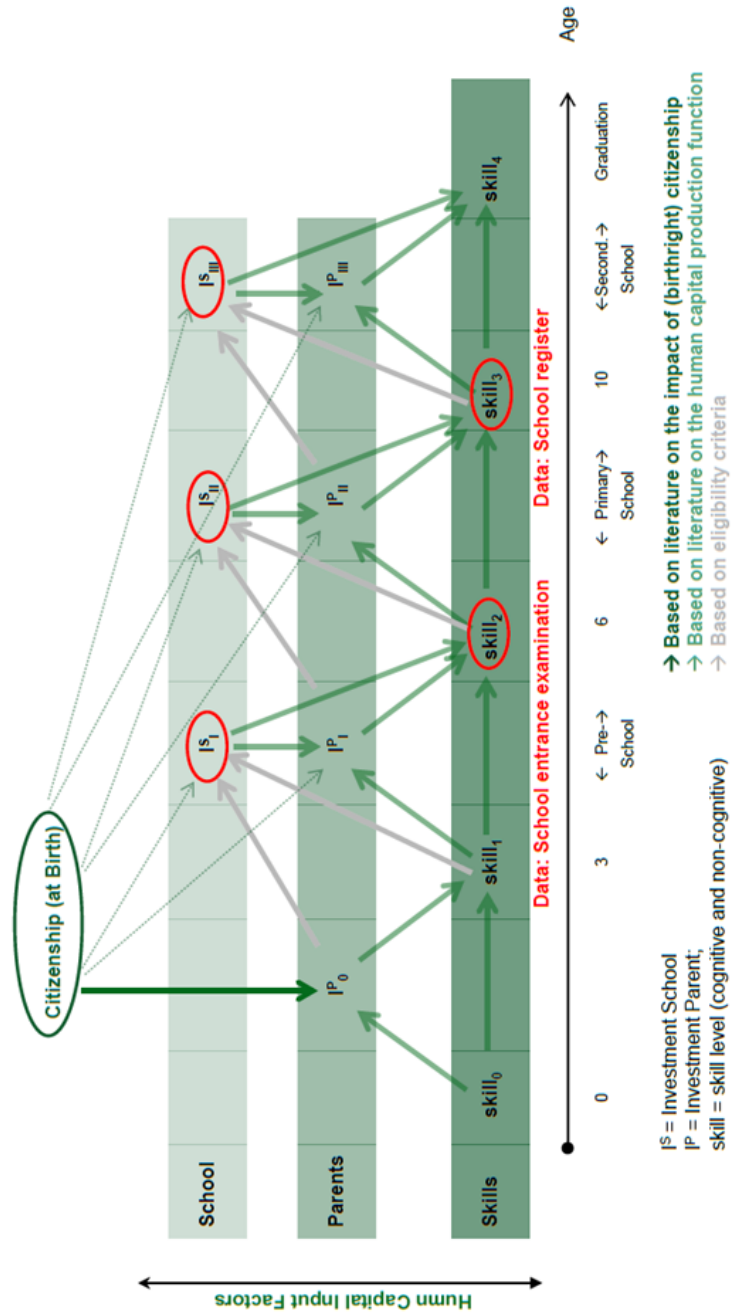 Citizenship (at Birth)
Humn Capital Input Factors
School
I^S_I
I^S_II
I^S_III
Parents
I^P_0
I^P_I
I^P_II
I^P_III
Skills
skill_0
skill_1
skill_2
skill_3
skill_4
Data: School entrance examination
Data: School register
0
3
← Pre-→
School
6
← Primary→
School
10
←Second.→
School
Graduation
Age
I^S = Investment School
I^P = Investment Parent;
skill = skill level (cognitive and non-cognitive)
→ Based on literature on the impact of (birthright) citizenship
→ Based on literature on the human capital production function
→ Based on eligibility criteria